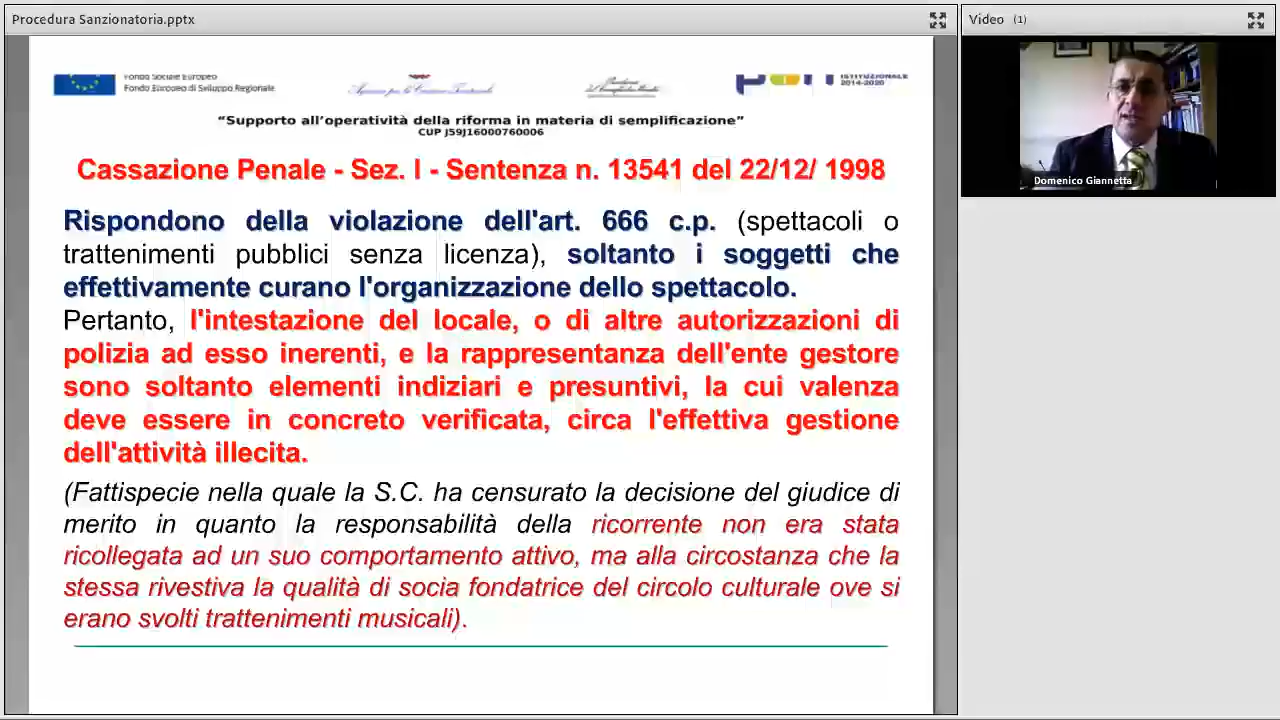 Procedura Sanzionatoria.pptx
Video (1)
Fondo Sociale Europeo
Fondo Europeo di Sviluppo Regionale
ISTITUZIONALE
2014-2020
“Supporto all’operatività della riforma in materia di semplificazione”
CUP J59J16000760006
Cassazione Penale - Sez. I - Sentenza n. 13541 del 22/12/ 1998
Rispondono della violazione dell'art. 666 c.p. (spettacoli o
trattenimenti pubblici senza licenza), soltanto i soggetti che
effettivamente curano l'organizzazione dello spettacolo.
Pertanto, l'intestazione del locale, o di altre autorizzazioni di
polizia ad esso inerenti, e la rappresentanza dell'ente gestore
sono soltanto elementi indiziari e presuntivi, la cui valenza
deve essere in concreto verificata, circa l'effettiva gestione
dell'attività illecita.
(Fattispecie nella quale la S.C. ha censurato la decisione del giudice di
merito in quanto la responsabilità della ricorrente non era stata
ricollegata ad un suo comportamento attivo, ma alla circostanza che la
stessa rivestiva la qualità di socia fondatrice del circolo culturale ove si
erano svolti trattenimenti musicali).
Domenico Giannetta